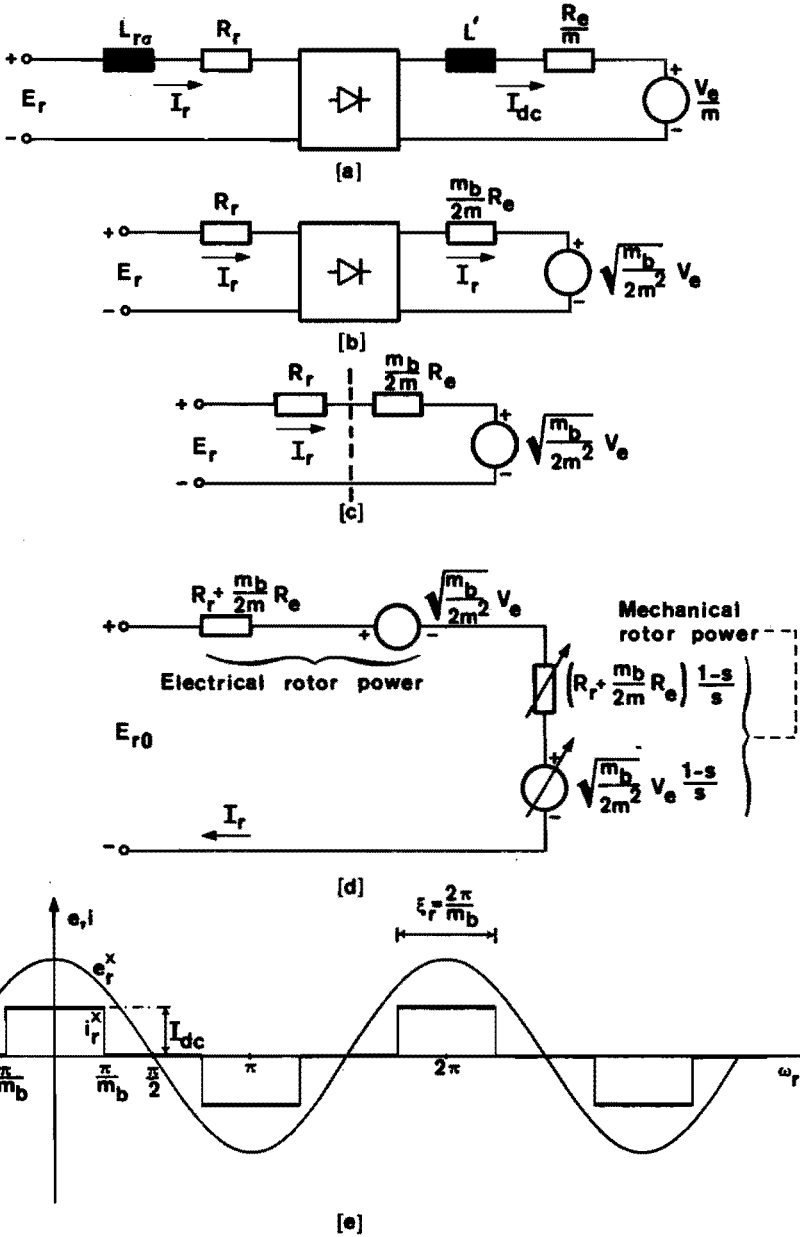 L_rσ R_r L′ R_e/m
+ E_r I_r I_dc + V_e/m
− −
[a]
R_r m_b/2m R_e
+ E_r I_r I_r + √(m_b/2m²) V_e
− −
[b]
R_r m_b/2m R_e
+ E_r I_r + √(m_b/2m²) V_e
− −
[c]
R_r + m_b/2m R_e √(m_b/2m²) V_e
+ + −
Mechanical
rotor power
Electrical rotor power
(R_r + m_b/2m R_e) 1-s/s
E_r0
+ √(m_b/2m²) V_e 1-s/s
−
− I_r
[d]
e,i ξ_r = 2π/m_b
e_r^x
i_r^x I_dc
π/m_b π/m_b π/2 π 2π ω_r
[e]